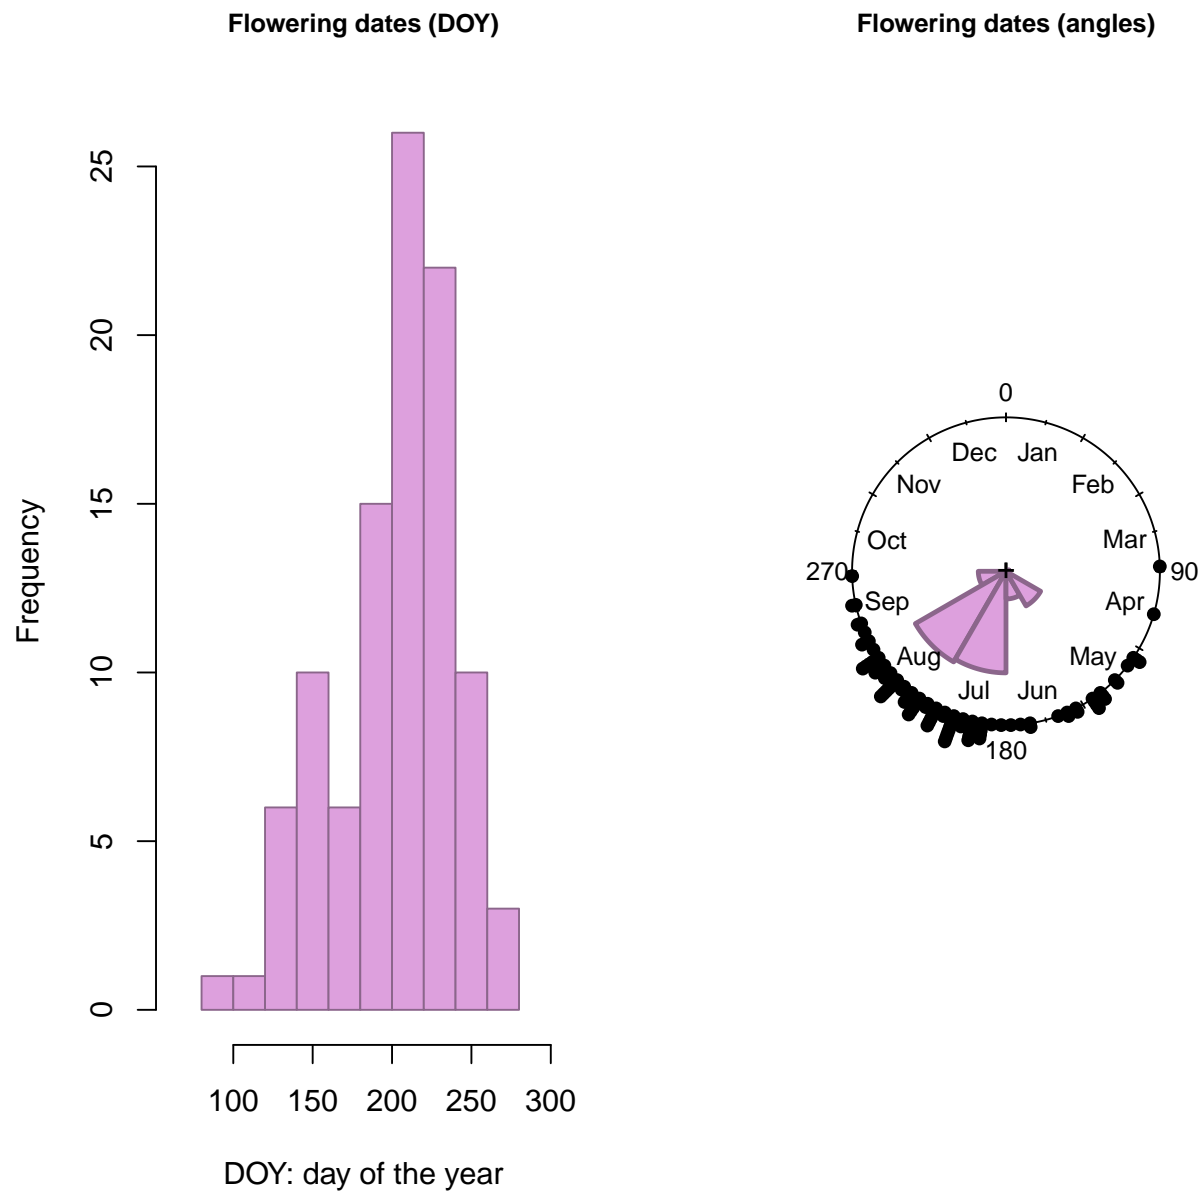 Flowering dates (DOY)
Frequency
25
20
15
10
5
0
100 150 200 250 300
DOY: day of the year
Flowering dates (angles)
0
Dec Jan
Nov Feb
Oct Mar
270 90
Sep Apr
Aug May
Jul Jun
180